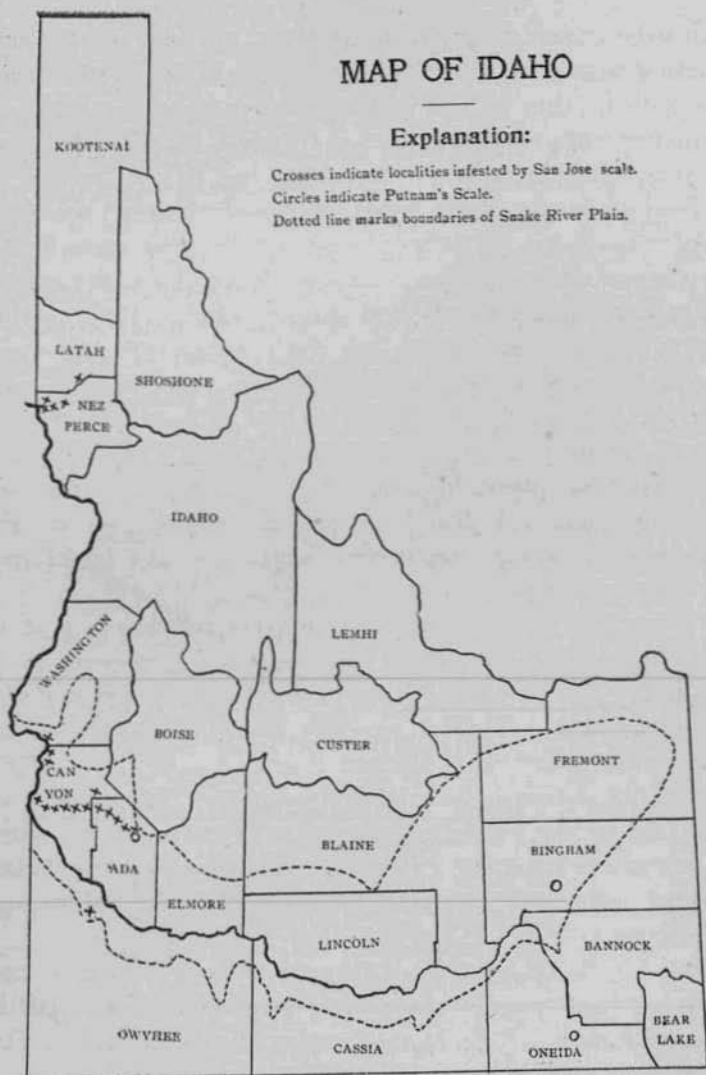 MAP OF IDAHO
Explanation:
Crosses indicate localities infested by San Jose scale.
Circles indicate Putnam's Scale.
Dotted line marks boundaries of Snake River Plain.
KOOTENAI
LATAH
SHOSHONE
NEZ
PERCE
IDAHO
LEMHI
WASHINGTON
BOISE
CUSTER
FREMONT
CAN
YON
BLAINE
BINGHAM
ADA
ELMORE
LINCOLN
BANNOCK
OWYHEE
CASSIA
ONEIDA
BEAR
LAKE